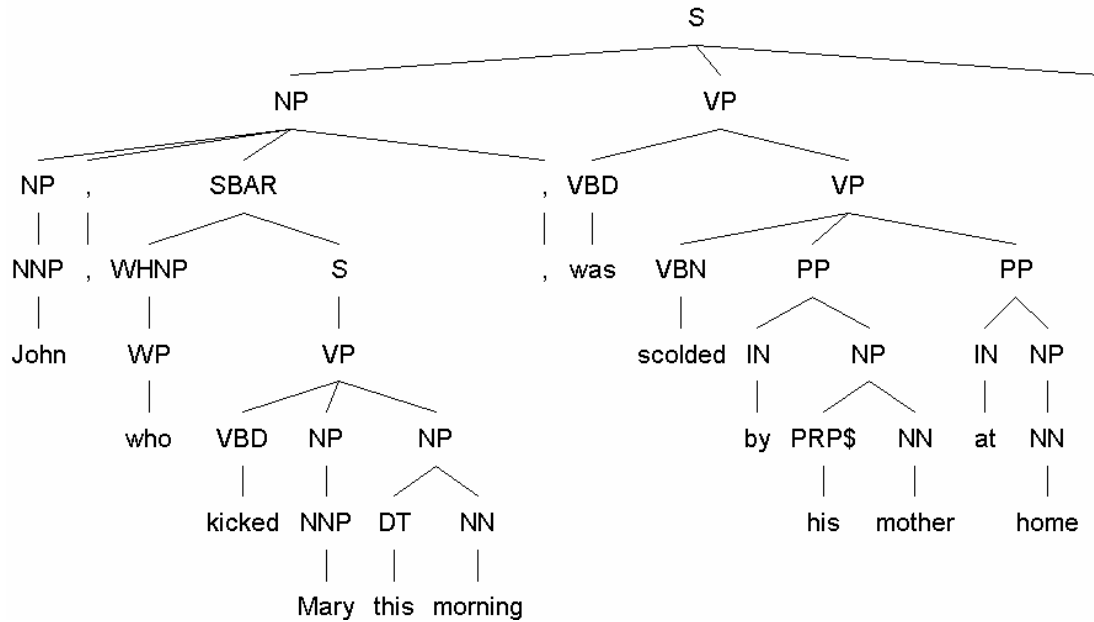 S
NP VP
NP , SBAR , VBD VP
NNP , WHNP S , was VBN PP PP
John WP VP scolded IN NP IN NP
who VBD NP NP by PRP$ NN at NN
kicked NNP DT NN his mother home
Mary this morning